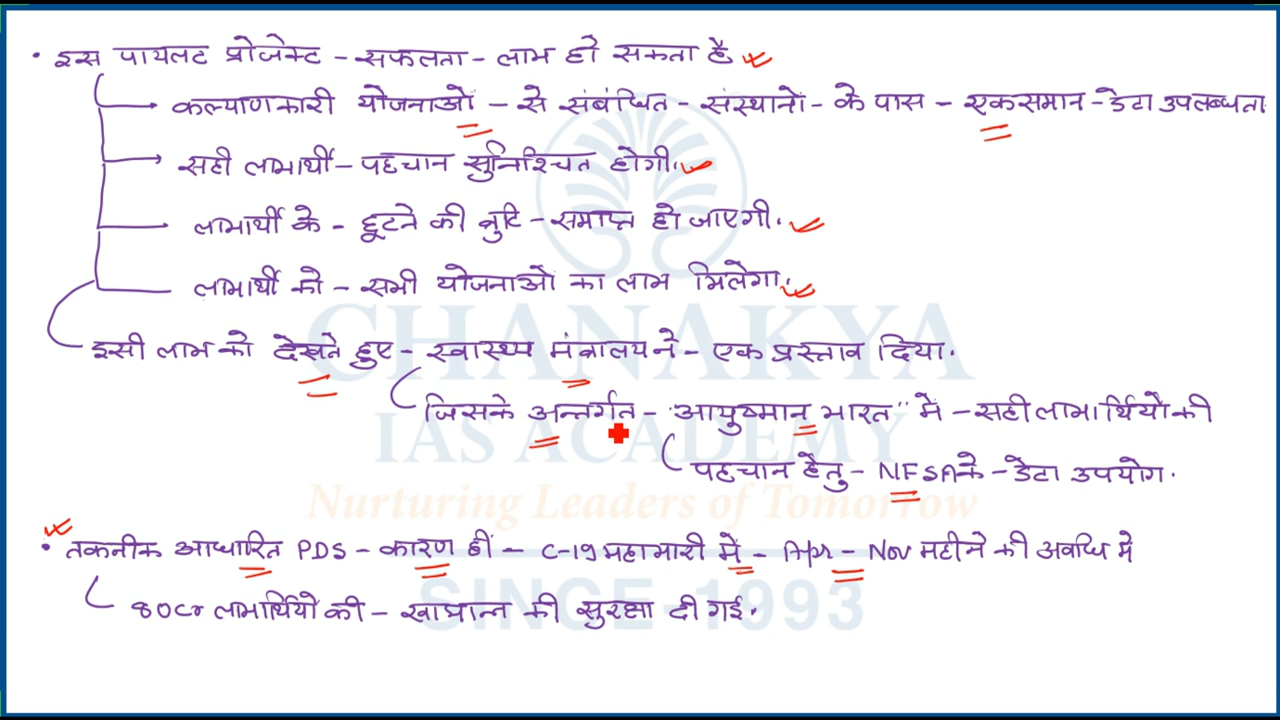 • इस पायलट प्रोजेक्ट - सफलता - लाभ हो सकता है
कल्याणकारी योजनाओं - से संबंधित - संस्थानों - के पास - एकसमान - डेटा उपलब्धता
सही लाभार्थी - पहचान सुनिश्चित होगी.
लाभार्थी के - छूटने की त्रुटि - समाप्त हो जाएगी.
लाभार्थी को - सभी योजनाओं का लाभ मिलेगा.
इसी लाभ को देखते हुए - स्वास्थ्य मंत्रालय ने - एक प्रस्ताव दिया.
जिसके अन्तर्गत - "आयुष्मान भारत" में - सही लाभार्थियों की
पहचान हेतु - NFSA के - डेटा उपयोग.
• तकनीक आधारित PDS - कारण ही - C-19 महामारी में - Apr - Nov महीने की अवधि में
80Cr लाभार्थियों की - खाद्यान्न की सुरक्षा दी गई.
CHANAKYA
IAS ACADEMY
Nurturing Leaders of Tomorrow
SINCE 1993